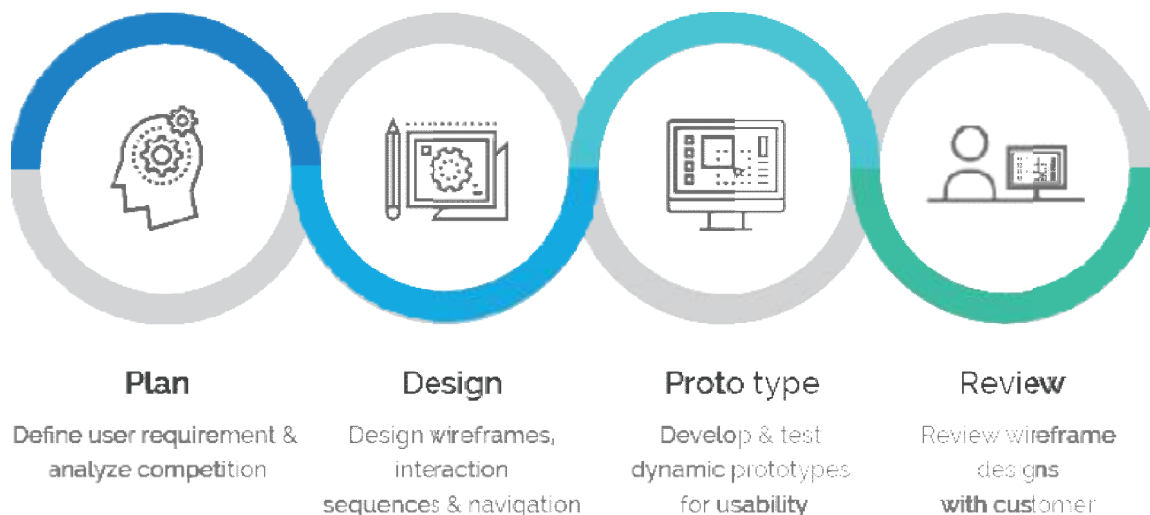 Plan
Define user requirement &
analyze competition
Design
Design wireframes,
interaction
sequences & navigation
Proto type
Develop & test
dynamic prototypes
for usability
Review
Review wireframe
designs
with customer